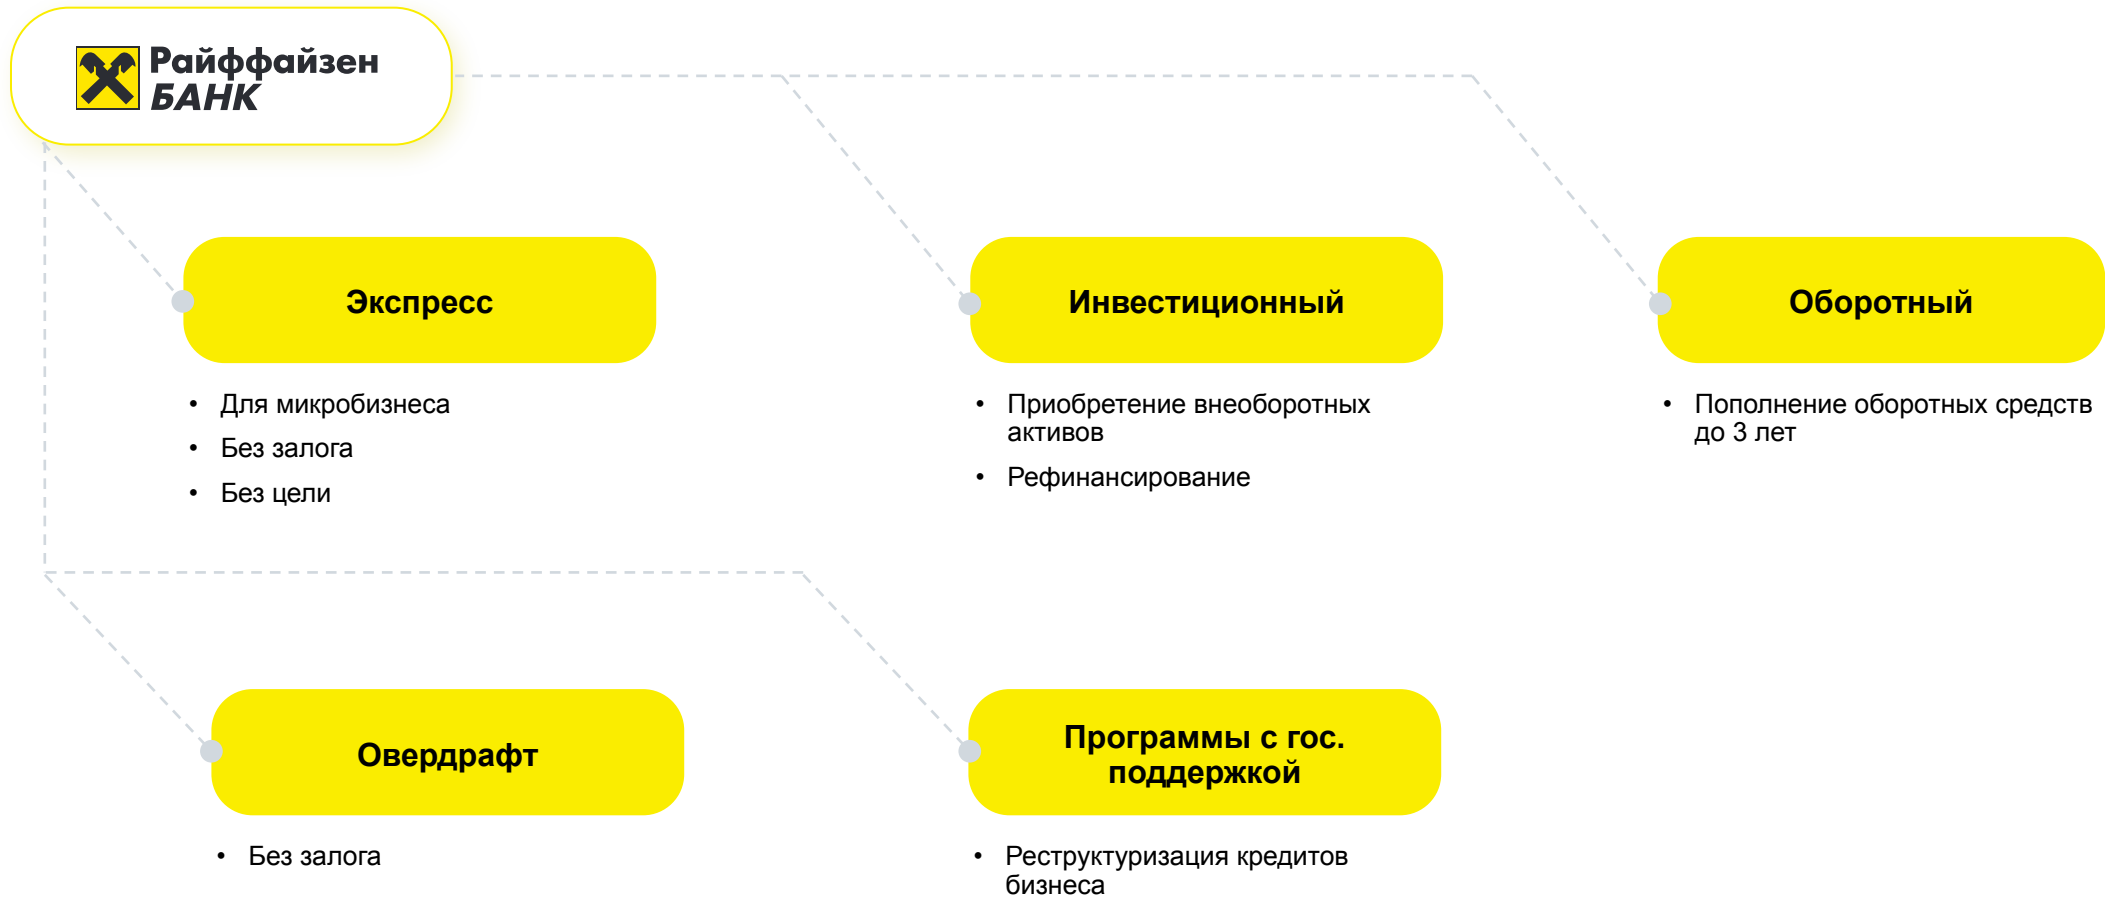 Райффайзен
БАНК
Экспресс
• Для микробизнеса
• Без залога
• Без цели
Инвестиционный
• Приобретение внеоборотных
активов
• Рефинансирование
Оборотный
• Пополнение оборотных средств
до 3 лет
Овердрафт
• Без залога
Программы с гос.
поддержкой
• Реструктуризация кредитов
бизнеса